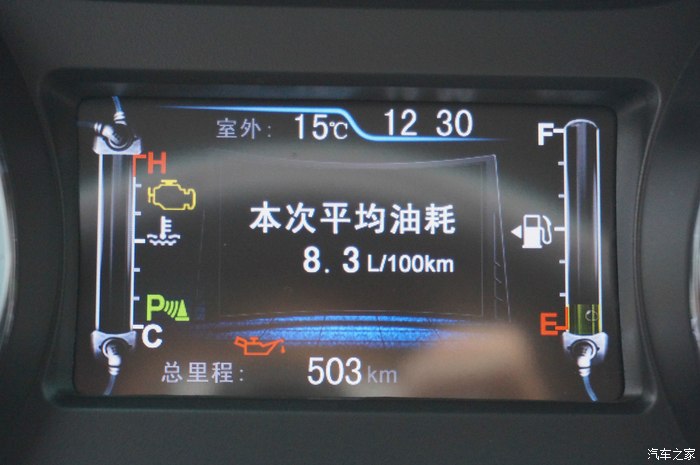 室外: 15℃ 12 30
H
F
本次平均油耗
8.3 L/100km
P
E
C
总里程: 503 km
汽车之家